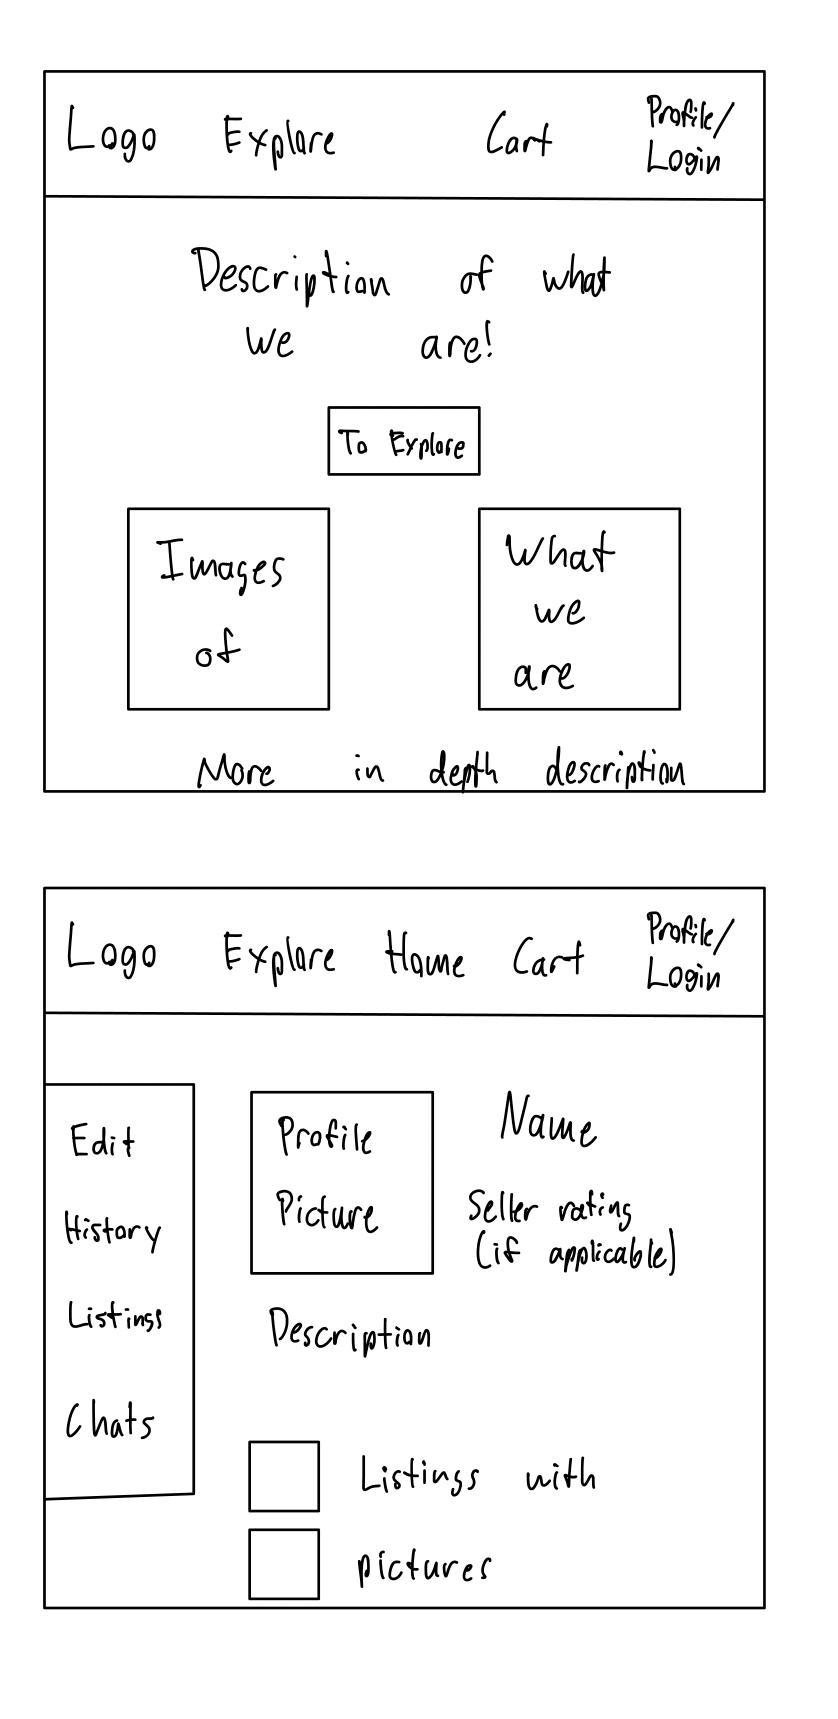 Logo Explore Cart Profile/
Login
Description of what
we are!
To Explore
Images
of
What
we
are
More in depth description
Logo Explore Home Cart Profile/
Login
Edit
History
Listings
Chats
Profile
Picture
Name
Seller rating
(if applicable)
Description
Listings with
pictures